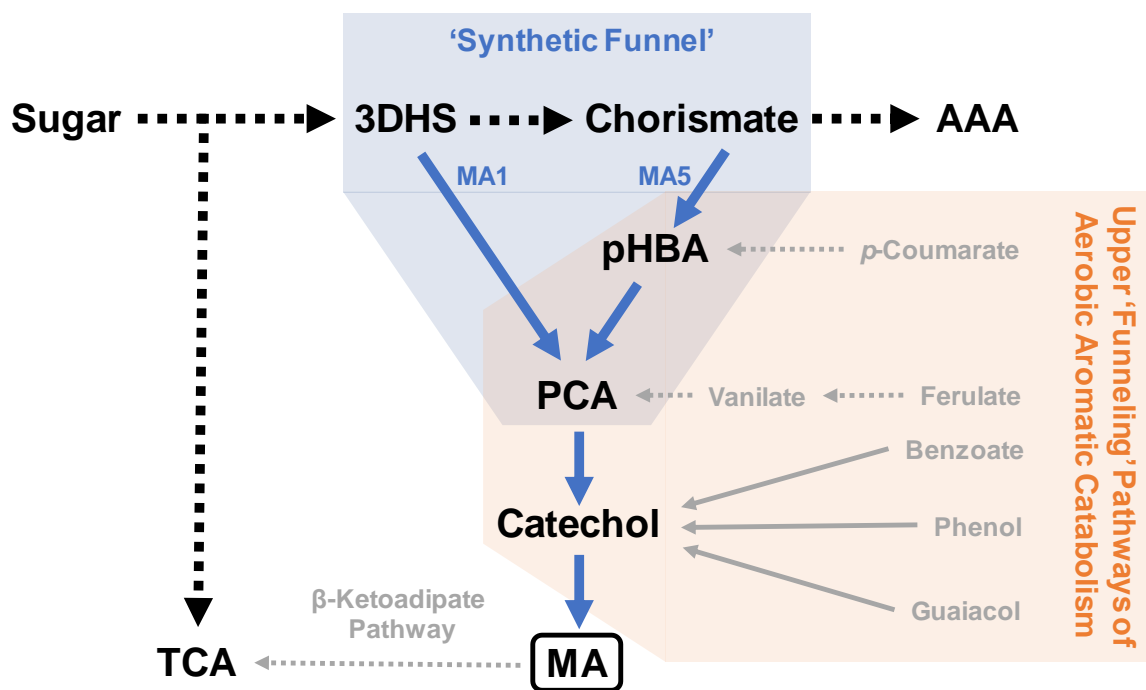 ‘Synthetic Funnel’
Sugar
3DHS
Chorismate
AAA
MA1
MA5
Upper ‘Funneling’ Pathways of
Aerobic Aromatic Catabolism
pHBA
p-Coumarate
PCA
Vanilate
Ferulate
Benzoate
Catechol
Phenol
Guaiacol
β-Ketoadipate
Pathway
TCA
MA